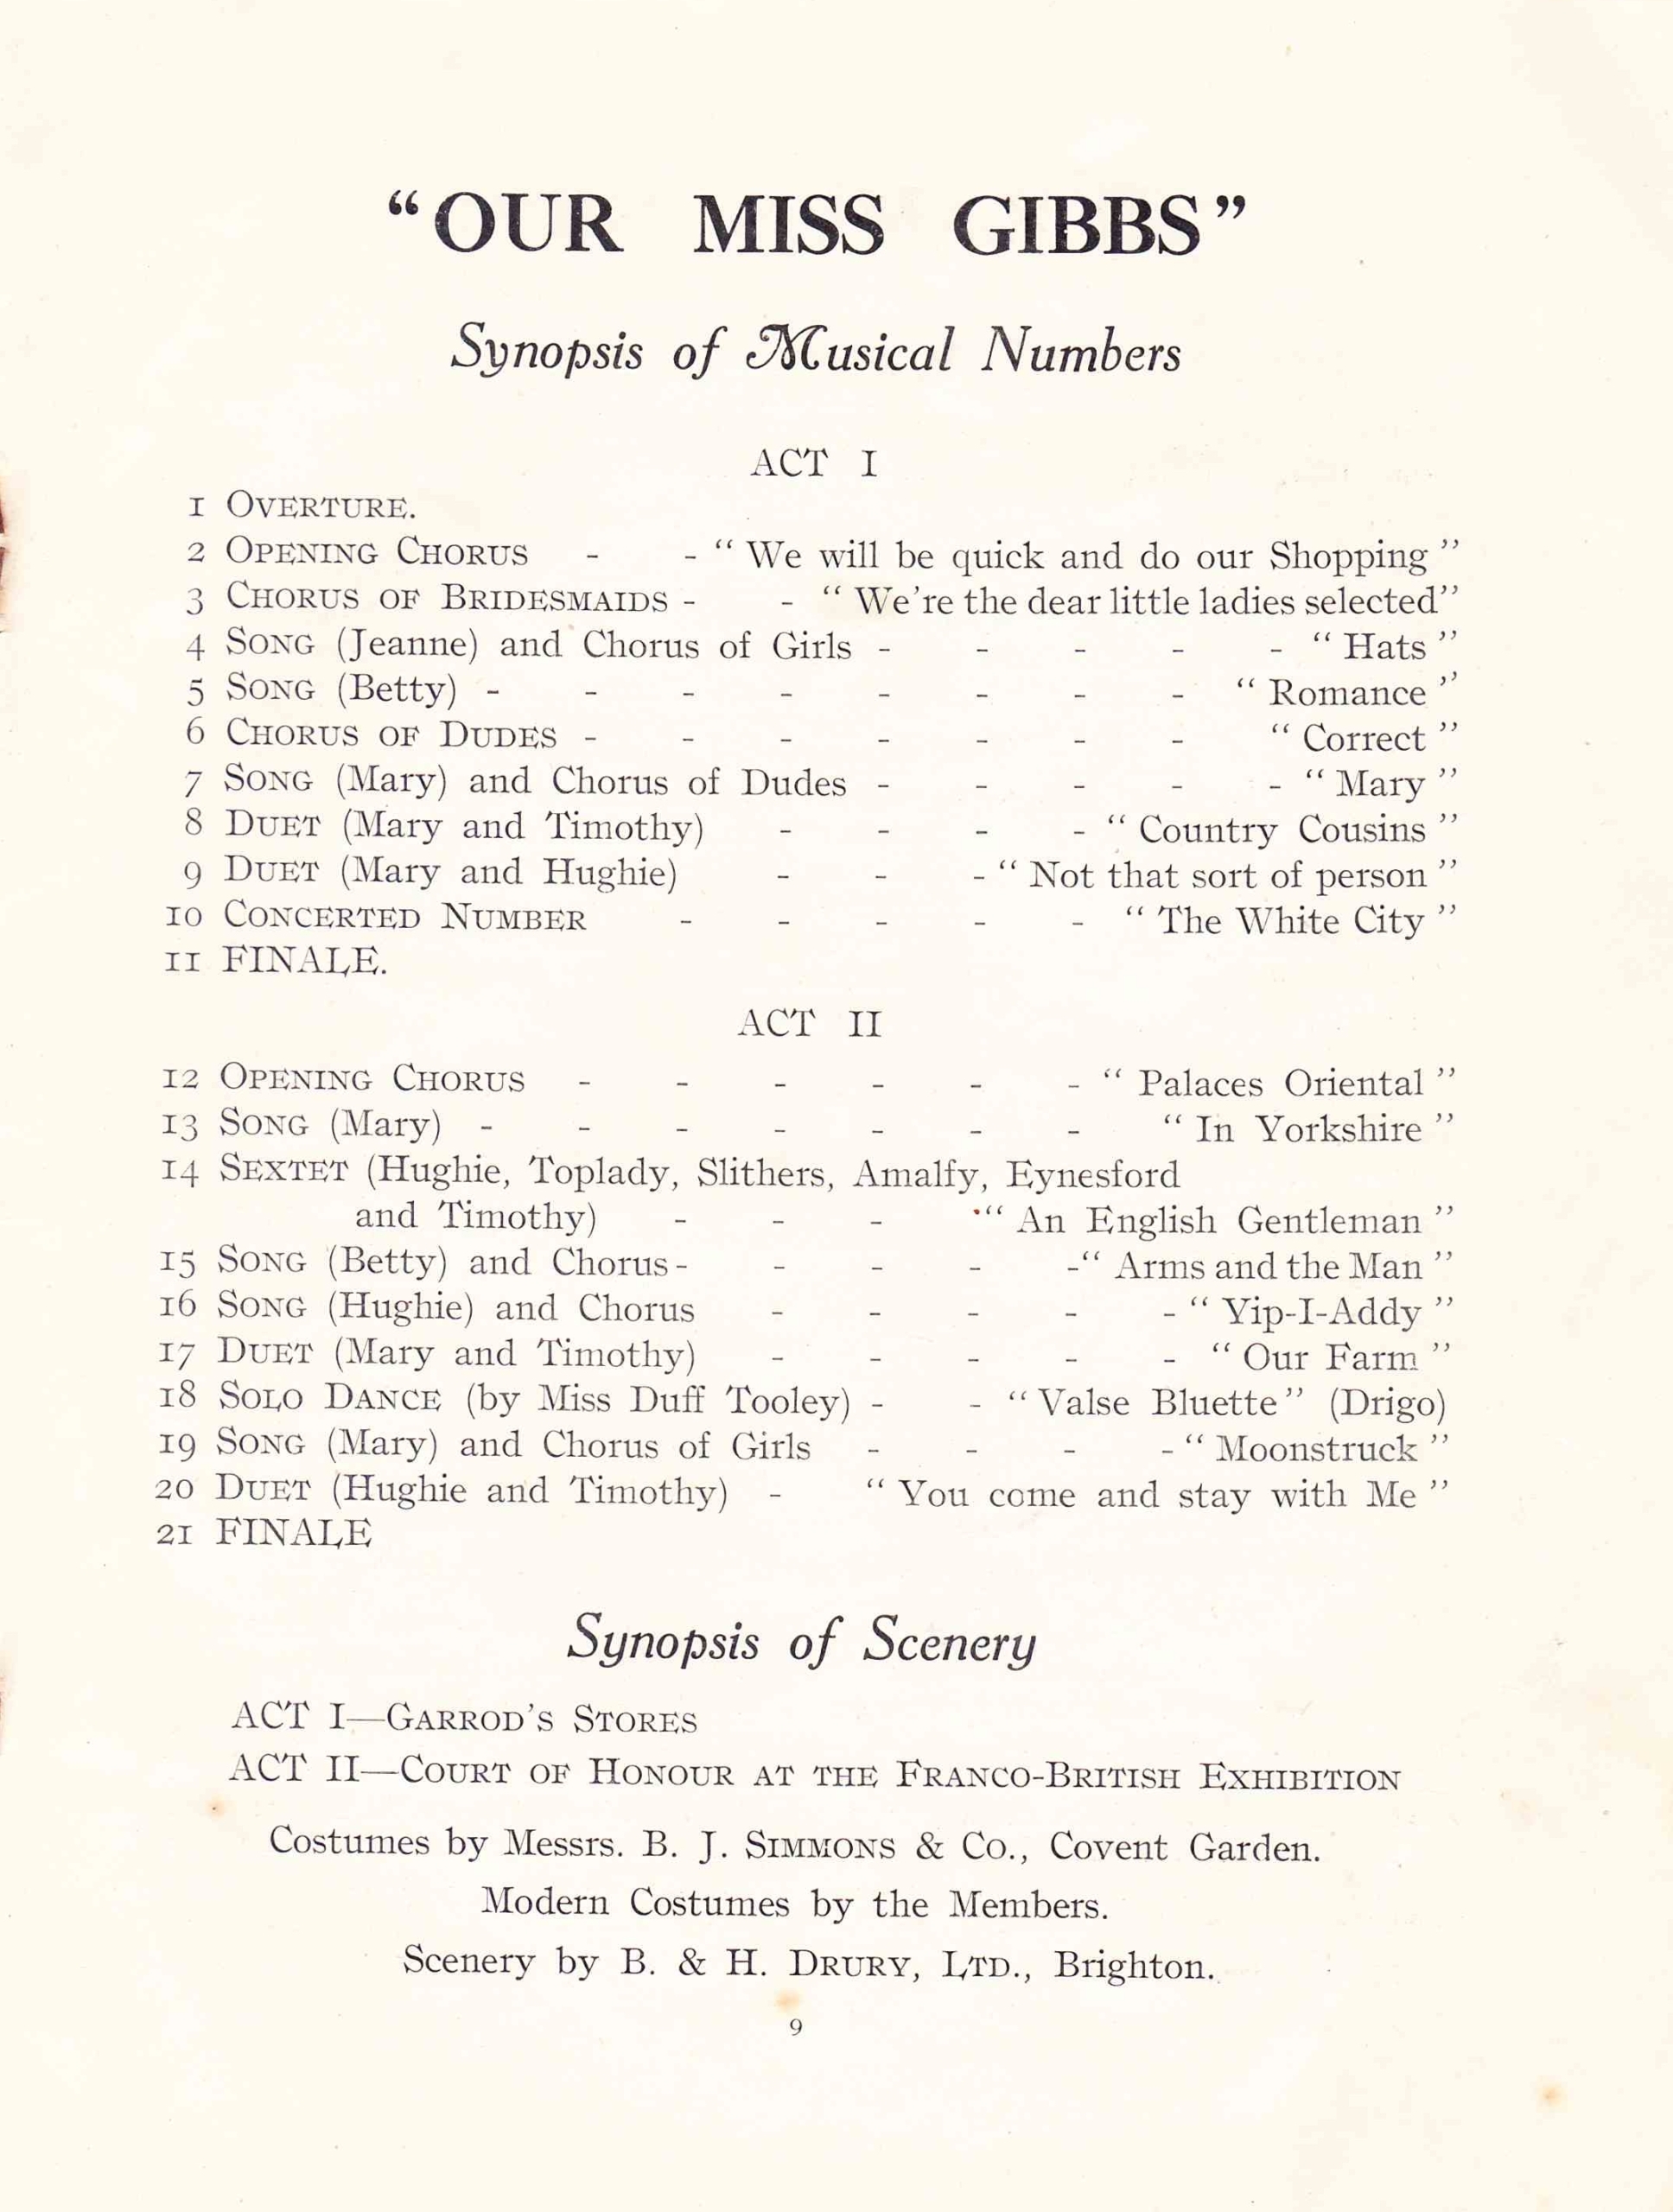 “OUR MISS GIBBS”
Synopsis of Musical Numbers
ACT I
1 OVERTURE.
2 OPENING CHORUS - - “ We will be quick and do our Shopping ”
3 CHORUS OF BRIDESMAIDS - - “ We're the dear little ladies selected”
4 SONG (Jeanne) and Chorus of Girls - - - - - “ Hats ”
5 SONG (Betty) - - - - - - - - “ Romance ”
6 CHORUS OF DUDES - - - - - - - “ Correct ”
7 SONG (Mary) and Chorus of Dudes - - - - - “ Mary ”
8 DUET (Mary and Timothy) - - - - “ Country Cousins ”
9 DUET (Mary and Hughie) - - - “ Not that sort of person ”
10 CONCERTED NUMBER - - - - - “ The White City ”
11 FINALE.
ACT II
12 OPENING CHORUS - - - - - - “ Palaces Oriental ”
13 SONG (Mary) - - - - - - - “ In Yorkshire ”
14 SEXTET (Hughie, Toplady, Slithers, Amalfy, Eynesford
and Timothy) - - - “ An English Gentleman ”
15 SONG (Betty) and Chorus - - - - -“ Arms and the Man ”
16 SONG (Hughie) and Chorus - - - - - “ Yip-I-Addy ”
17 DUET (Mary and Timothy) - - - - - “ Our Farm ”
18 SOLO DANCE (by Miss Duff Tooley) - - “ Valse Bluette” (Drigo)
19 SONG (Mary) and Chorus of Girls - - - - “ Moonstruck ”
20 DUET (Hughie and Timothy) - “ You come and stay with Me ”
21 FINALE
Synopsis of Scenery
ACT I—GARROD'S STORES
ACT II—COURT OF HONOUR AT THE FRANCO-BRITISH EXHIBITION
Costumes by Messrs. B. J. SIMMONS & CO., Covent Garden.
Modern Costumes by the Members.
Scenery by B. & H. DRURY, LTD., Brighton.
9